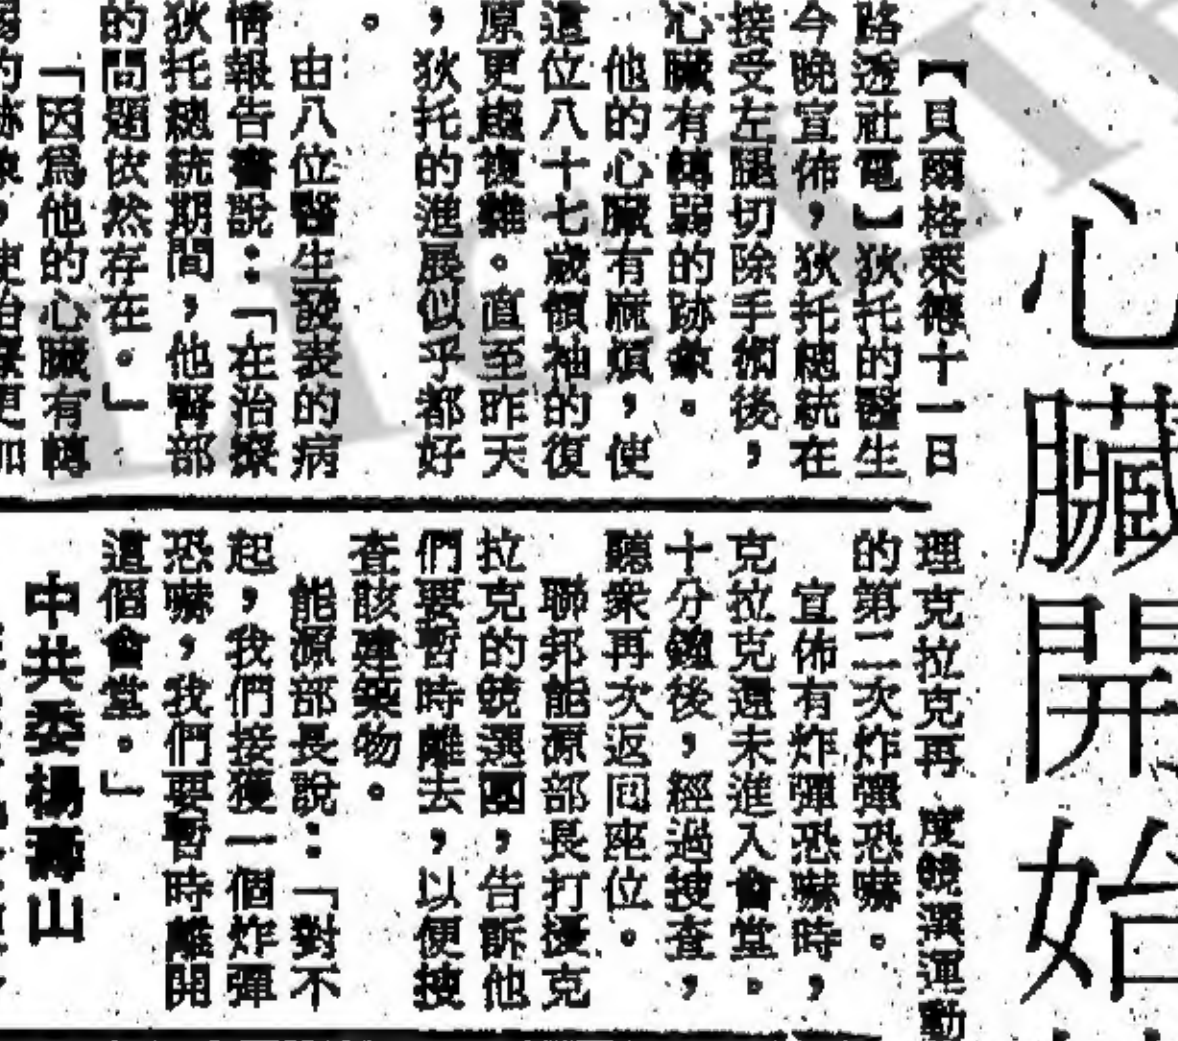 心臟開始
【貝爾格萊德十一日
路透社電】狄托的醫生
今晚宣佈，狄托總統在
接受左腿切除手術後，
心臟有轉弱的跡象。
他的心臟有麻煩，使
這位八十七歲領袖的復
原更趨複雜。直至昨天
，狄托的進展似乎都好
。
由八位醫生發表的病
情報告書說：「在治療
狄托總統期間，他腎部
的問題依然存在。」
「因為他的心臟有轉
弱的跡象，使治療更加
理克拉克再度競選運動
的第二次炸彈恐嚇。
宣佈有炸彈恐嚇時，
克拉克還未進入會堂。
十分鐘後，經過搜查，
聽衆再次返回座位。
聯邦能源部長打擾克
拉克的競選團，告訴他
們要暫時離去，以便搜
查該建築物。
能源部長說：「對不
起，我們接獲一個炸彈
恐嚇，我們要暫時離開
這個會堂。」
中共委楊壽山